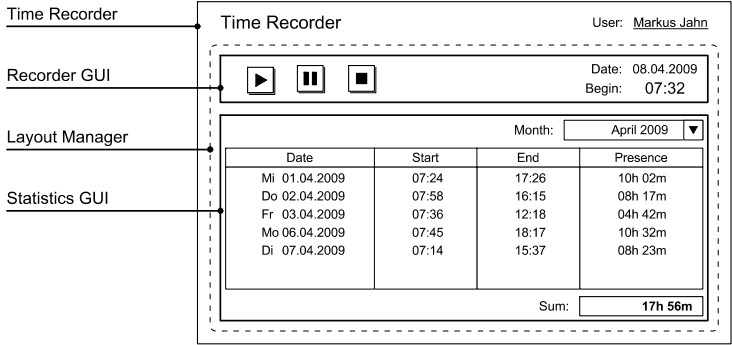 Time Recorder
Recorder GUI
Layout Manager
Statistics GUI
Time Recorder User: Markus Jahn
Date: 08.04.2009
Begin: 07:32
Month: April 2009
Date Start End Presence
Mi 01.04.2009 07:24 17:26 10h 02m
Do 02.04.2009 07:58 16:15 08h 17m
Fr 03.04.2009 07:36 12:18 04h 42m
Mo 06.04.2009 07:45 18:17 10h 32m
Di 07.04.2009 07:14 15:37 08h 23m
Sum: 17h 56m